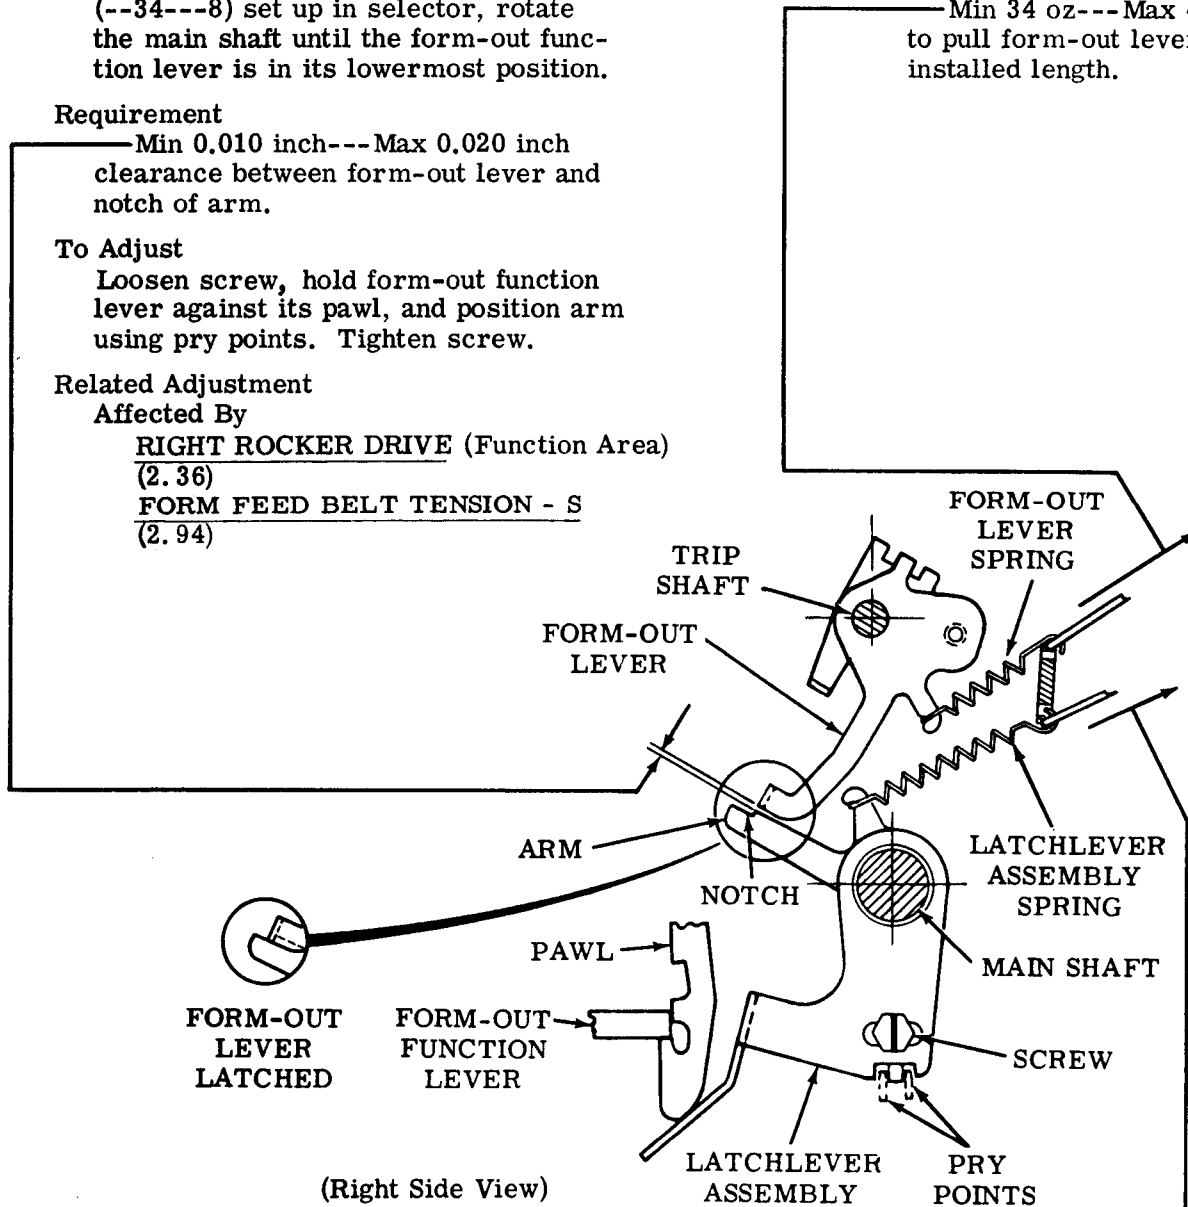 (--34---8) set up in selector, rotate
the main shaft until the form-out func-
tion lever is in its lowermost position.
Requirement
Min 0.010 inch---Max 0.020 inch
clearance between form-out lever and
notch of arm.
To Adjust
Loosen screw, hold form-out function
lever against its pawl, and position arm
using pry points. Tighten screw.
Related Adjustment
Affected By
RIGHT ROCKER DRIVE (Function Area)
(2.36)
FORM FEED BELT TENSION - S
(2.94)
Min 34 oz---Max
to pull form-out leve
installed length.
FORM-OUT
LEVER
SPRING
TRIP
SHAFT
FORM-OUT
LEVER
ARM
NOTCH
LATCHLEVER
ASSEMBLY
SPRING
PAWL
MAIN SHAFT
FORM-OUT
LEVER
LATCHED
FORM-OUT
FUNCTION
LEVER
SCREW
LATCHLEVER
ASSEMBLY
PRY
POINTS
(Right Side View)